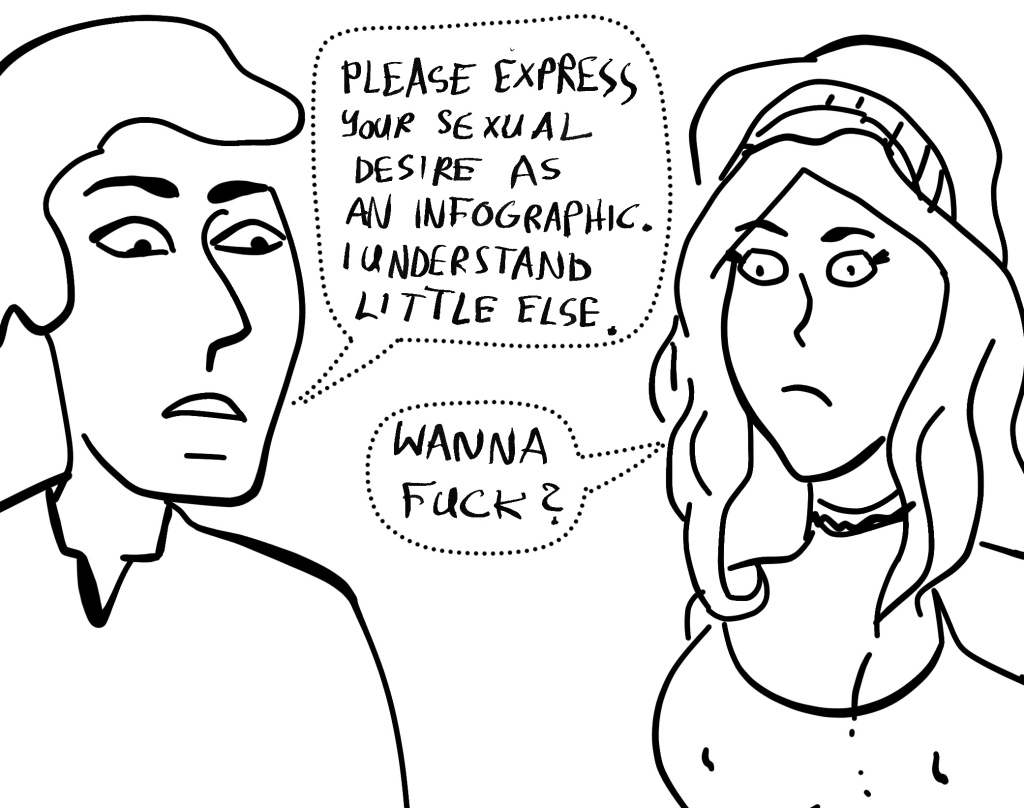 PLEASE EXPRESS
YOUR SEXUAL
DESIRE AS
AN INFOGRAPHIC.
I UNDERSTAND
LITTLE ELSE.
WANNA
FUCK?